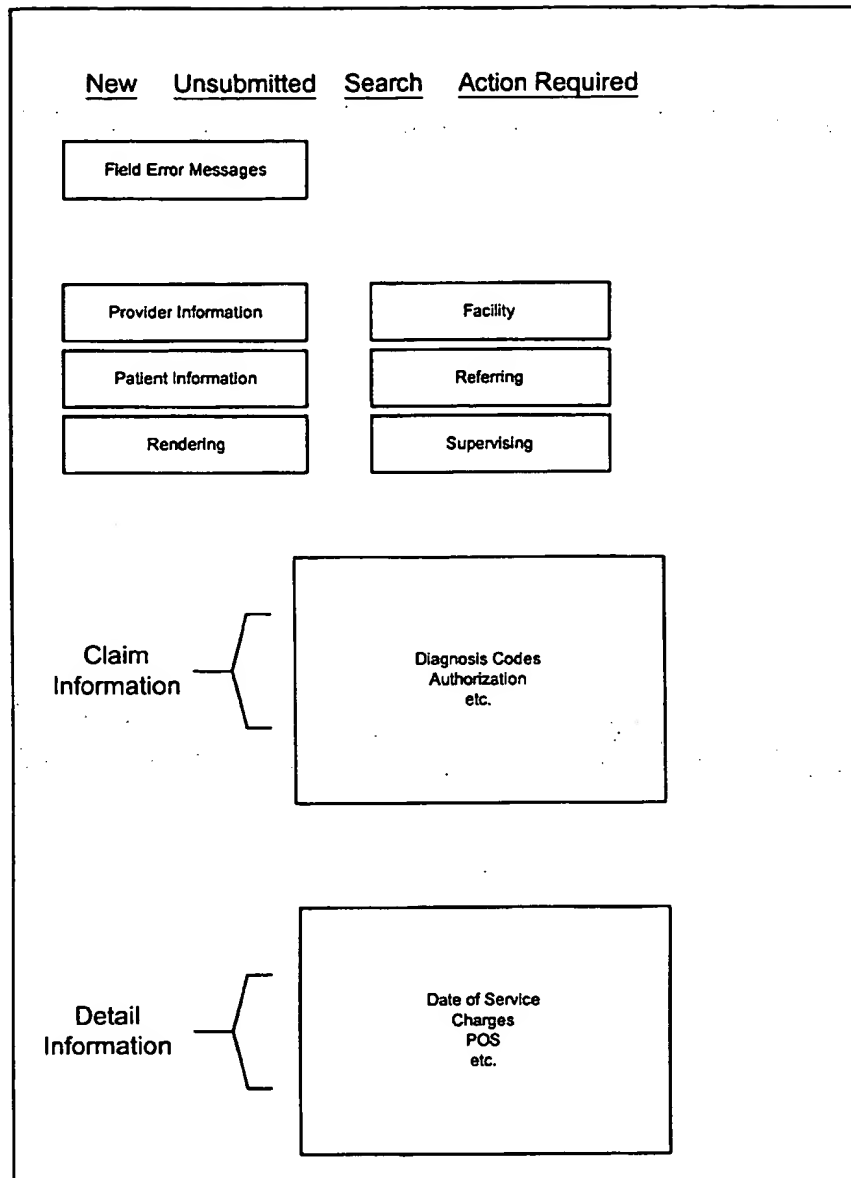 New Unsubmitted Search Action Required
Field Error Messages
Provider Information
Facility
Patient Information
Referring
Rendering
Supervising
Claim
Information
Diagnosis Codes
Authorization
etc.
Detail
Information
Date of Service
Charges
POS
etc.